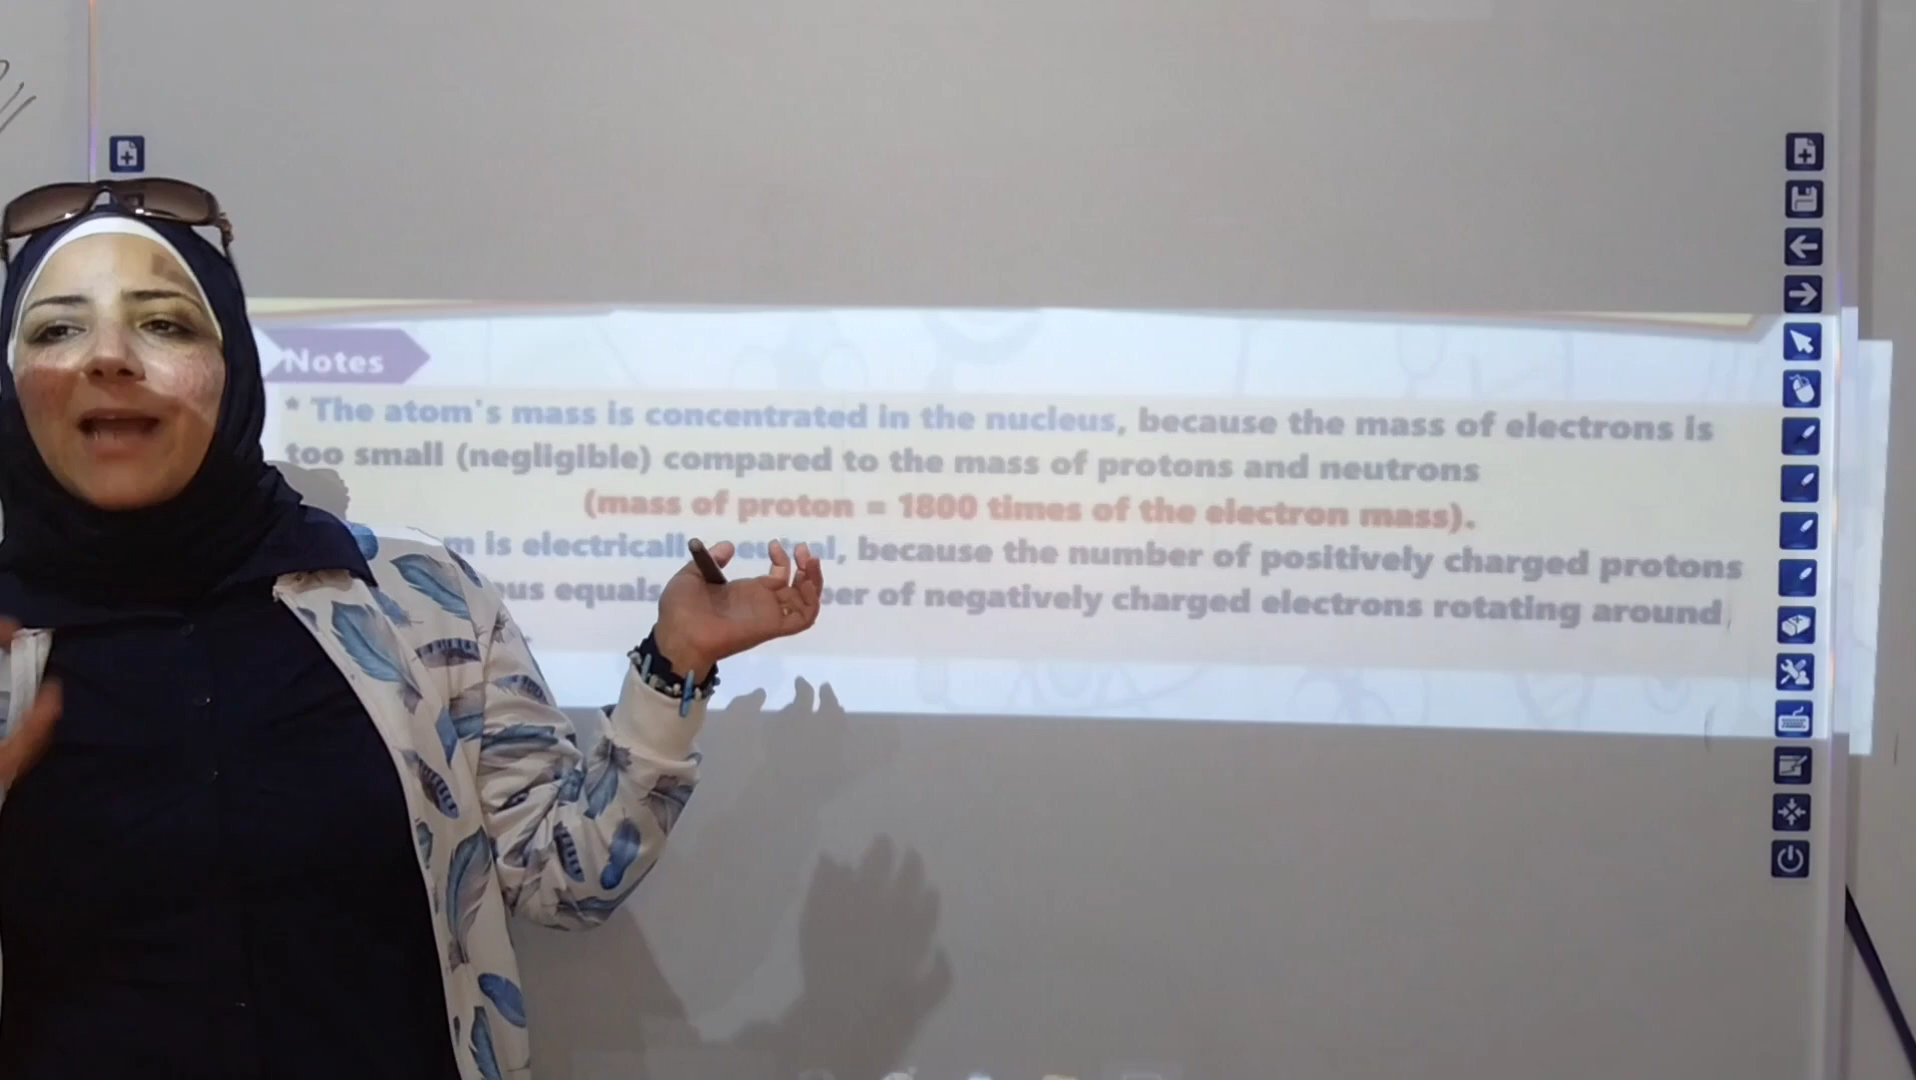 Notes
* The atom's mass is concentrated in the nucleus, because the mass of electrons is
too small (negligible) compared to the mass of protons and neutrons
(mass of proton = 1800 times of the electron mass).
is electrically neutral, because the number of positively charged protons
equals of negatively charged electrons rotating around